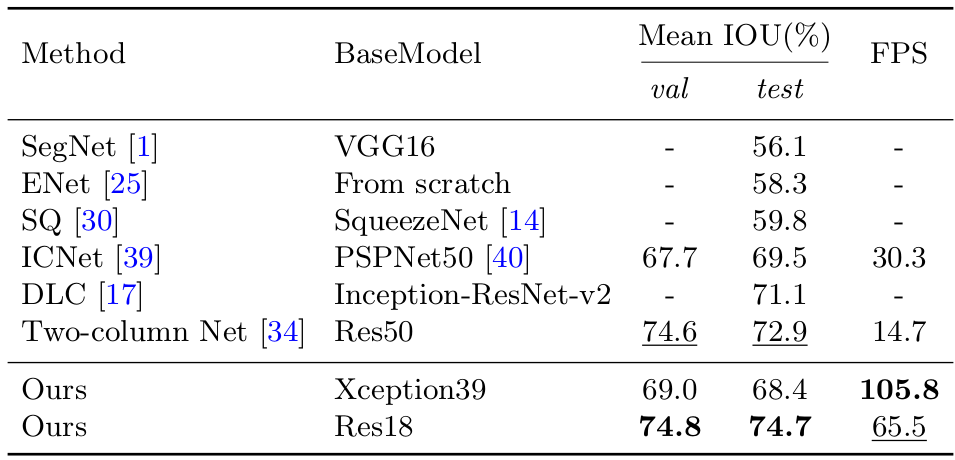 Method BaseModel Mean IOU(%) FPS
val test
SegNet [1] VGG16 - 56.1 -
ENet [25] From scratch - 58.3 -
SQ [30] SqueezeNet [14] - 59.8 -
ICNet [39] PSPNet50 [40] 67.7 69.5 30.3
DLC [17] Inception-ResNet-v2 - 71.1 -
Two-column Net [34] Res50 74.6 72.9 14.7
Ours Xception39 69.0 68.4 105.8
Ours Res18 74.8 74.7 65.5